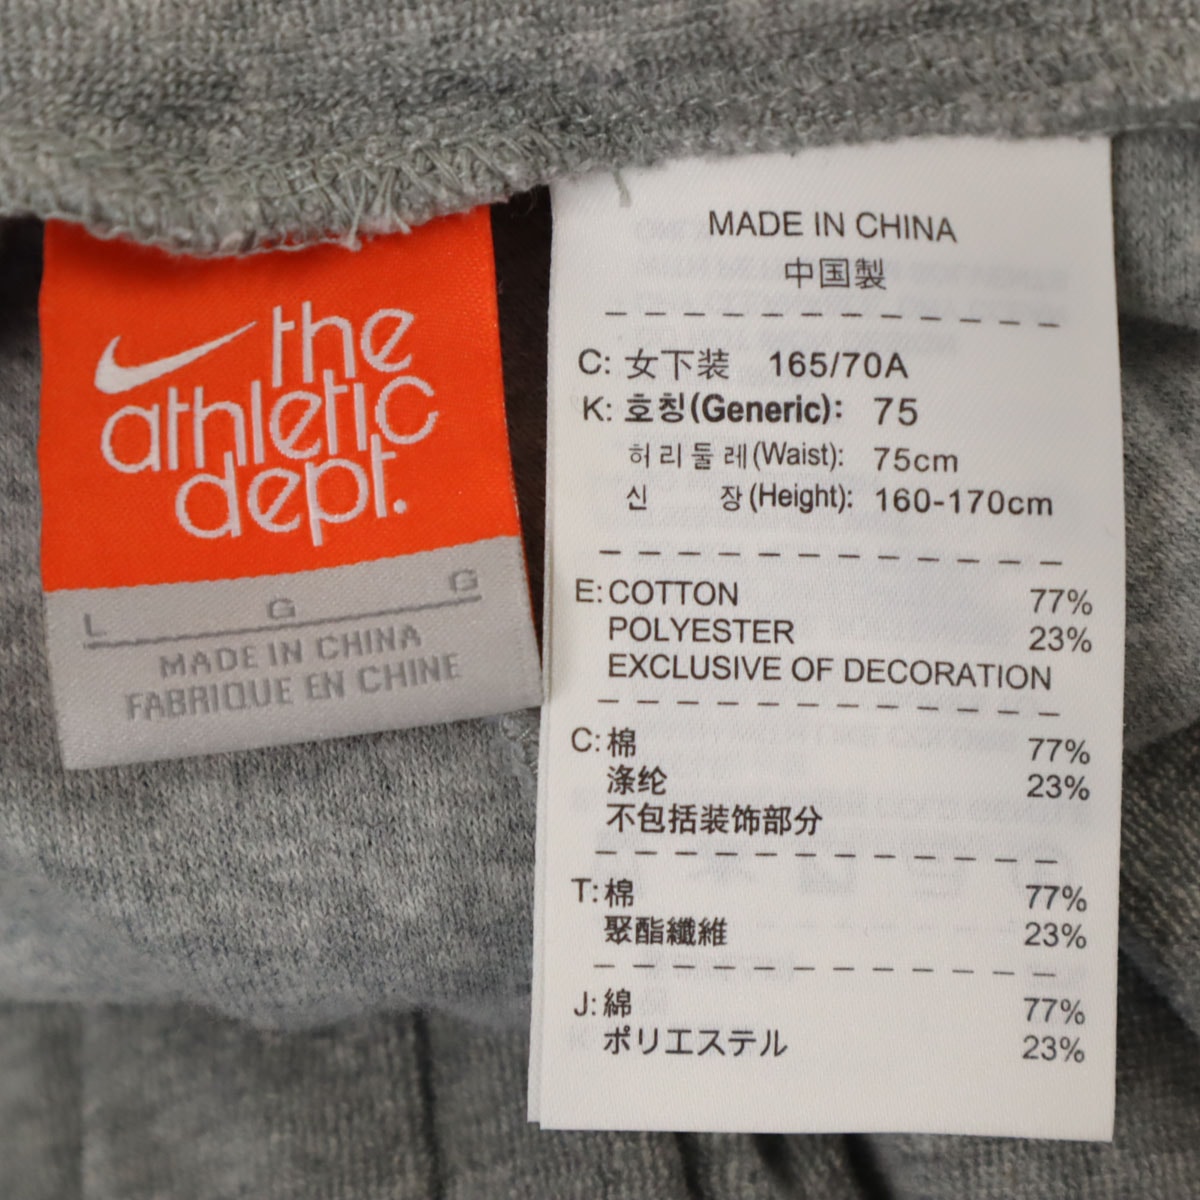 the
athletic
dept.
L G G
MADE IN CHINA
FABRIQUE EN CHINE
MADE IN CHINA
中国製
C: 女下装 165/70A
K: 호칭(Generic): 75
허리둘레(Waist): 75cm
신 장(Height): 160-170cm
E: COTTON 77%
POLYESTER 23%
EXCLUSIVE OF DECORATION
C: 棉 77%
涤纶 23%
不包括装饰部分
T: 棉 77%
聚酯纖維 23%
J: 綿 77%
ポリエステル 23%